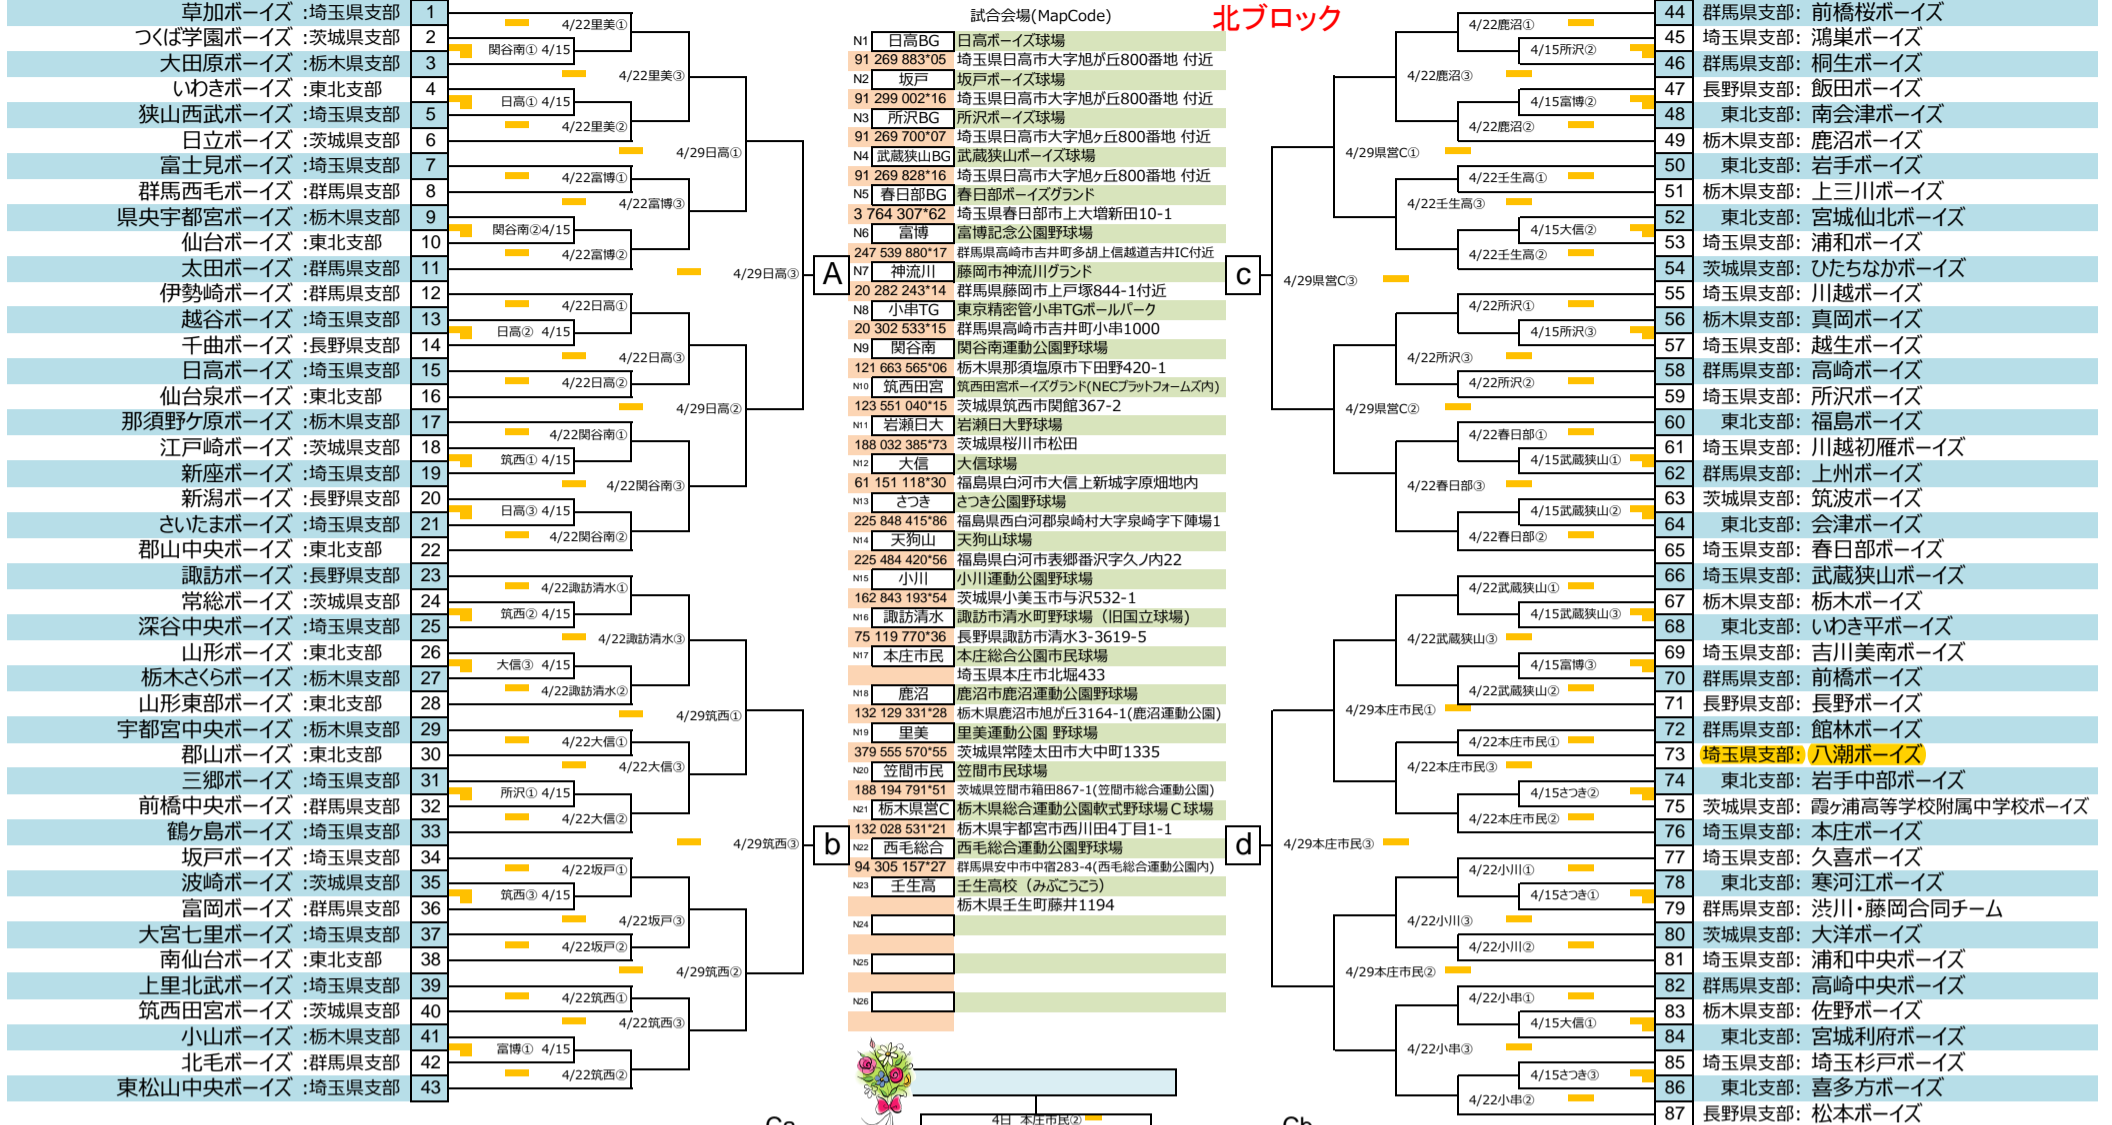 北ブロック
草加ボーイズ :埼玉県支部 1
つくば学園ボーイズ :茨城県支部 2
大田原ボーイズ :栃木県支部 3
いわきボーイズ :東北支部 4
狭山西武ボーイズ :埼玉県支部 5
日立ボーイズ :茨城県支部 6
富士見ボーイズ :埼玉県支部 7
群馬西毛ボーイズ :群馬県支部 8
県央宇都宮ボーイズ :栃木県支部 9
仙台ボーイズ :東北支部 10
太田ボーイズ :群馬県支部 11
伊勢崎ボーイズ :群馬県支部 12
越谷ボーイズ :埼玉県支部 13
千曲ボーイズ :長野県支部 14
日高ボーイズ :埼玉県支部 15
仙台泉ボーイズ :東北支部 16
那須野ケ原ボーイズ :栃木県支部 17
江戸崎ボーイズ :茨城県支部 18
新座ボーイズ :埼玉県支部 19
新潟ボーイズ :長野県支部 20
さいたまボーイズ :埼玉県支部 21
郡山中央ボーイズ :東北支部 22
諏訪ボーイズ :長野県支部 23
常総ボーイズ :茨城県支部 24
深谷中央ボーイズ :埼玉県支部 25
山形ボーイズ :東北支部 26
栃木さくらボーイズ :栃木県支部 27
山形東部ボーイズ :東北支部 28
宇都宮中央ボーイズ :栃木県支部 29
郡山ボーイズ :東北支部 30
三郷ボーイズ :埼玉県支部 31
前橋中央ボーイズ :群馬県支部 32
鶴ヶ島ボーイズ :埼玉県支部 33
坂戸ボーイズ :埼玉県支部 34
波崎ボーイズ :茨城県支部 35
富岡ボーイズ :群馬県支部 36
大宮七里ボーイズ :埼玉県支部 37
南仙台ボーイズ :東北支部 38
上里北武ボーイズ :埼玉県支部 39
筑西田宮ボーイズ :茨城県支部 40
小山ボーイズ :栃木県支部 41
北毛ボーイズ :群馬県支部 42
東松山中央ボーイズ :埼玉県支部 43
関谷南① 4/15
日高① 4/15
関谷南②4/15
日高② 4/15
筑西① 4/15
日高③ 4/15
筑西② 4/15
大信③ 4/15
所沢① 4/15
筑西③ 4/15
富博① 4/15
4/22里美①
4/22里美③
4/22里美②
4/22富博①
4/22富博③
4/22富博②
4/22日高①
4/22日高③
4/22日高②
4/22関谷南①
4/22関谷南③
4/22関谷南②
4/22諏訪清水①
4/22諏訪清水③
4/22諏訪清水②
4/22大信①
4/22大信③
4/22大信②
4/22坂戸①
4/22坂戸③
4/22坂戸②
4/22筑西①
4/22筑西③
4/22筑西②
4/29日高①
4/29日高③
4/29日高②
4/29筑西①
4/29筑西③
4/29筑西②
A
b
試合会場(MapCode)
N1 日高BG 日高ボーイズ球場
91 269 883*05 埼玉県日高市大字旭が丘800番地 付近
N2 坂戸 坂戸ボーイズ球場
91 299 002*16 埼玉県日高市大字旭が丘800番地 付近
N3 所沢BG 所沢ボーイズ球場
91 269 700*07 埼玉県日高市大字旭ヶ丘800番地 付近
N4 武蔵狭山BG 武蔵狭山ボーイズ球場
91 269 828*16 埼玉県日高市大字旭ヶ丘800番地 付近
N5 春日部BG 春日部ボーイズグランド
3 764 307*62 埼玉県春日部市上大増新田10-1
N6 富博 富博記念公園野球場
247 539 880*17 群馬県高崎市吉井町多胡上信越道吉井IC付近
N7 神流川 藤岡市神流川グランド
20 282 243*14 群馬県藤岡市上戸塚844-1付近
N8 小串TG 東京精密管小串TGボールパーク
20 302 533*15 群馬県高崎市吉井町小串1000
N9 関谷南 関谷南運動公園野球場
121 663 565*06 栃木県那須塩原市下田野420-1
N10 筑西田宮 筑西田宮ボーイズグランド(NECプラットフォームズ内)
123 551 040*15 茨城県筑西市関館367-2
N11 岩瀬日大 岩瀬日大野球場
188 032 385*73 茨城県桜川市松田
N12 大信 大信球場
61 151 118*30 福島県白河市大信上新城字原畑地内
N13 さつき さつき公園野球場
225 848 415*86 福島県西白河郡泉崎村大字泉崎字下陣場1
N14 天狗山 天狗山球場
225 484 420*56 福島県白河市表郷番沢字久ノ内22
N15 小川 小川運動公園野球場
162 843 193*54 茨城県小美玉市与沢532-1
N16 諏訪清水 諏訪市清水町野球場（旧国立球場）
75 119 770*36 長野県諏訪市清水3-3619-5
N17 本庄市民 本庄総合公園市民球場
埼玉県本庄市北堀433
N18 鹿沼 鹿沼市鹿沼運動公園野球場
132 129 331*28 栃木県鹿沼市旭が丘3164-1(鹿沼運動公園)
N19 里美 里美運動公園 野球場
379 555 570*55 茨城県常陸太田市大中町1335
N20 笠間市民 笠間市民球場
188 194 791*51 茨城県笠間市箱田867-1(笠間市総合運動公園)
N21 栃木県営C 栃木県総合運動公園軟式野球場Ｃ球場
132 028 531*21 栃木県宇都宮市西川田4丁目1-1
N22 西毛総合 西毛総合運動公園野球場
94 305 157*27 群馬県安中市中宿283-4(西毛総合運動公園内)
N23 壬生高 壬生高校（みぶこうこう）
栃木県壬生町藤井1194
N24
N25
N26
4日 本庄市民②
Ca
Cb
c
d
4/29県営C①
4/29県営C③
4/29県営C②
4/29本庄市民①
4/29本庄市民③
4/29本庄市民②
4/22鹿沼①
4/22鹿沼③
4/22鹿沼②
4/22壬生高①
4/22壬生高③
4/22壬生高②
4/22所沢①
4/22所沢③
4/22所沢②
4/22春日部①
4/22春日部③
4/22春日部②
4/22武蔵狭山①
4/22武蔵狭山③
4/22武蔵狭山②
4/22本庄市民①
4/22本庄市民③
4/22本庄市民②
4/22小川①
4/22小川③
4/22小川②
4/22小串①
4/22小串③
4/22小串②
4/15所沢②
4/15富博②
4/15大信②
4/15所沢③
4/15武蔵狭山①
4/15武蔵狭山②
4/15武蔵狭山③
4/15富博③
4/15さつき②
4/15さつき①
4/15大信①
4/15さつき③
44 群馬県支部: 前橋桜ボーイズ
45 埼玉県支部: 鴻巣ボーイズ
46 群馬県支部: 桐生ボーイズ
47 長野県支部: 飯田ボーイズ
48 東北支部: 南会津ボーイズ
49 栃木県支部: 鹿沼ボーイズ
50 東北支部: 岩手ボーイズ
51 栃木県支部: 上三川ボーイズ
52 東北支部: 宮城仙北ボーイズ
53 埼玉県支部: 浦和ボーイズ
54 茨城県支部: ひたちなかボーイズ
55 埼玉県支部: 川越ボーイズ
56 栃木県支部: 真岡ボーイズ
57 埼玉県支部: 越生ボーイズ
58 群馬県支部: 高崎ボーイズ
59 埼玉県支部: 所沢ボーイズ
60 東北支部: 福島ボーイズ
61 埼玉県支部: 川越初雁ボーイズ
62 群馬県支部: 上州ボーイズ
63 茨城県支部: 筑波ボーイズ
64 東北支部: 会津ボーイズ
65 埼玉県支部: 春日部ボーイズ
66 埼玉県支部: 武蔵狭山ボーイズ
67 栃木県支部: 栃木ボーイズ
68 東北支部: いわき平ボーイズ
69 埼玉県支部: 吉川美南ボーイズ
70 群馬県支部: 前橋ボーイズ
71 長野県支部: 長野ボーイズ
72 群馬県支部: 館林ボーイズ
73 埼玉県支部: 八潮ボーイズ
74 東北支部: 岩手中部ボーイズ
75 茨城県支部: 霞ヶ浦高等学校附属中学校ボーイズ
76 埼玉県支部: 本庄ボーイズ
77 埼玉県支部: 久喜ボーイズ
78 東北支部: 寒河江ボーイズ
79 群馬県支部: 渋川・藤岡合同チーム
80 茨城県支部: 大洋ボーイズ
81 埼玉県支部: 浦和中央ボーイズ
82 群馬県支部: 高崎中央ボーイズ
83 栃木県支部: 佐野ボーイズ
84 東北支部: 宮城利府ボーイズ
85 埼玉県支部: 埼玉杉戸ボーイズ
86 東北支部: 喜多方ボーイズ
87 長野県支部: 松本ボーイズ